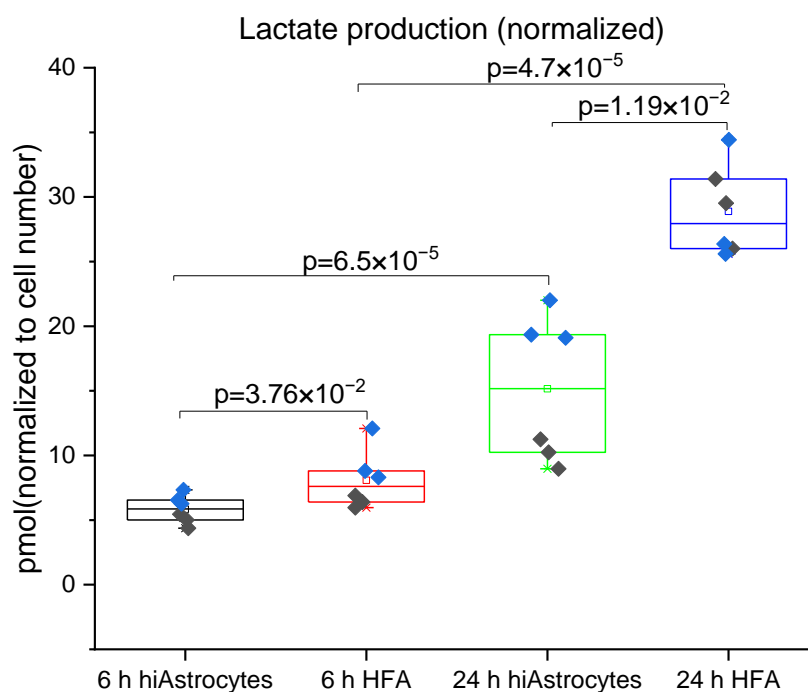 Lactate production (normalized)
40
p=4.7×10⁻⁵
p=1.19×10⁻²
30
p=6.5×10⁻⁵
20
p=3.76×10⁻²
10
0
pmol(normalized to cell number)
6 h hiAstrocytes 6 h HFA 24 h hiAstrocytes 24 h HFA